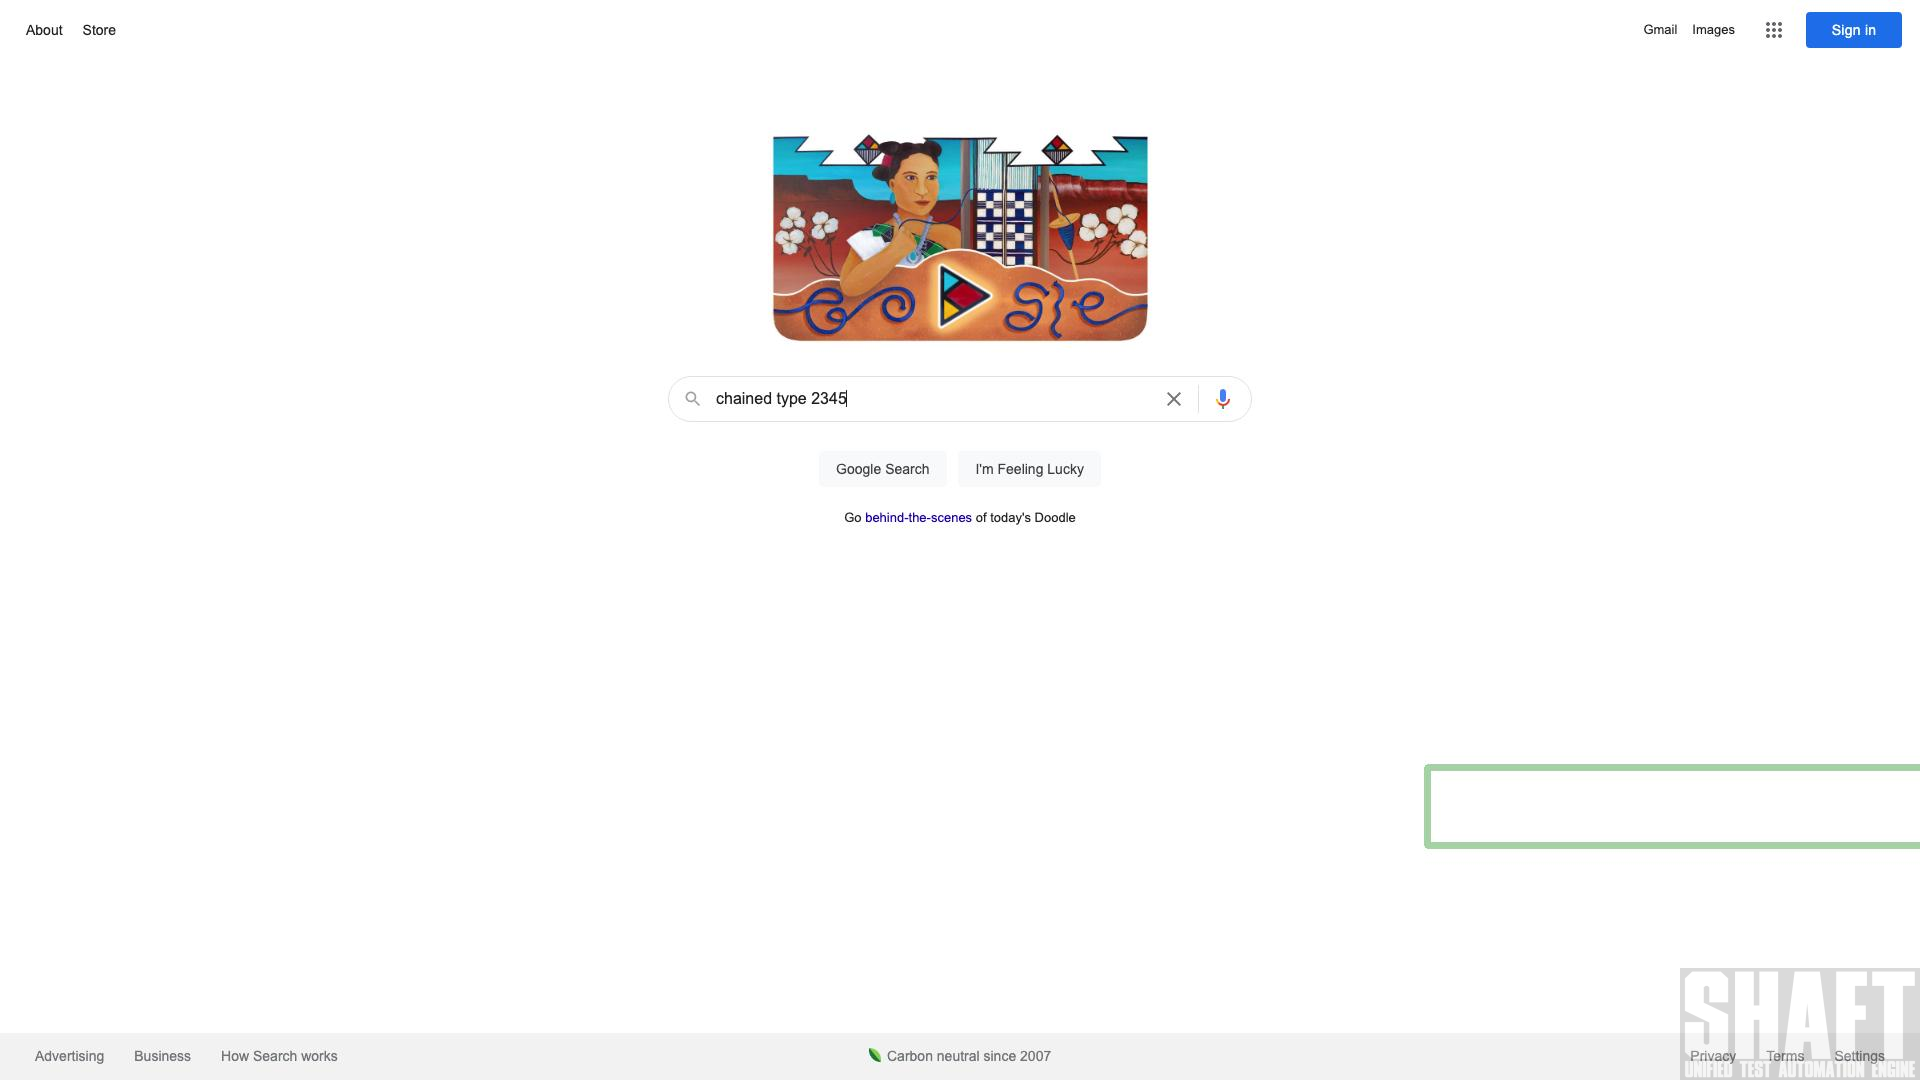 About Store Gmail Images Sign in
chained type 2345
Google Search I'm Feeling Lucky
Go behind-the-scenes of today's Doodle
SHAFT
Advertising Business How Search works Carbon neutral since 2007 Privacy Terms Settings
UNIFIED TEST AUTOMATION ENGINE